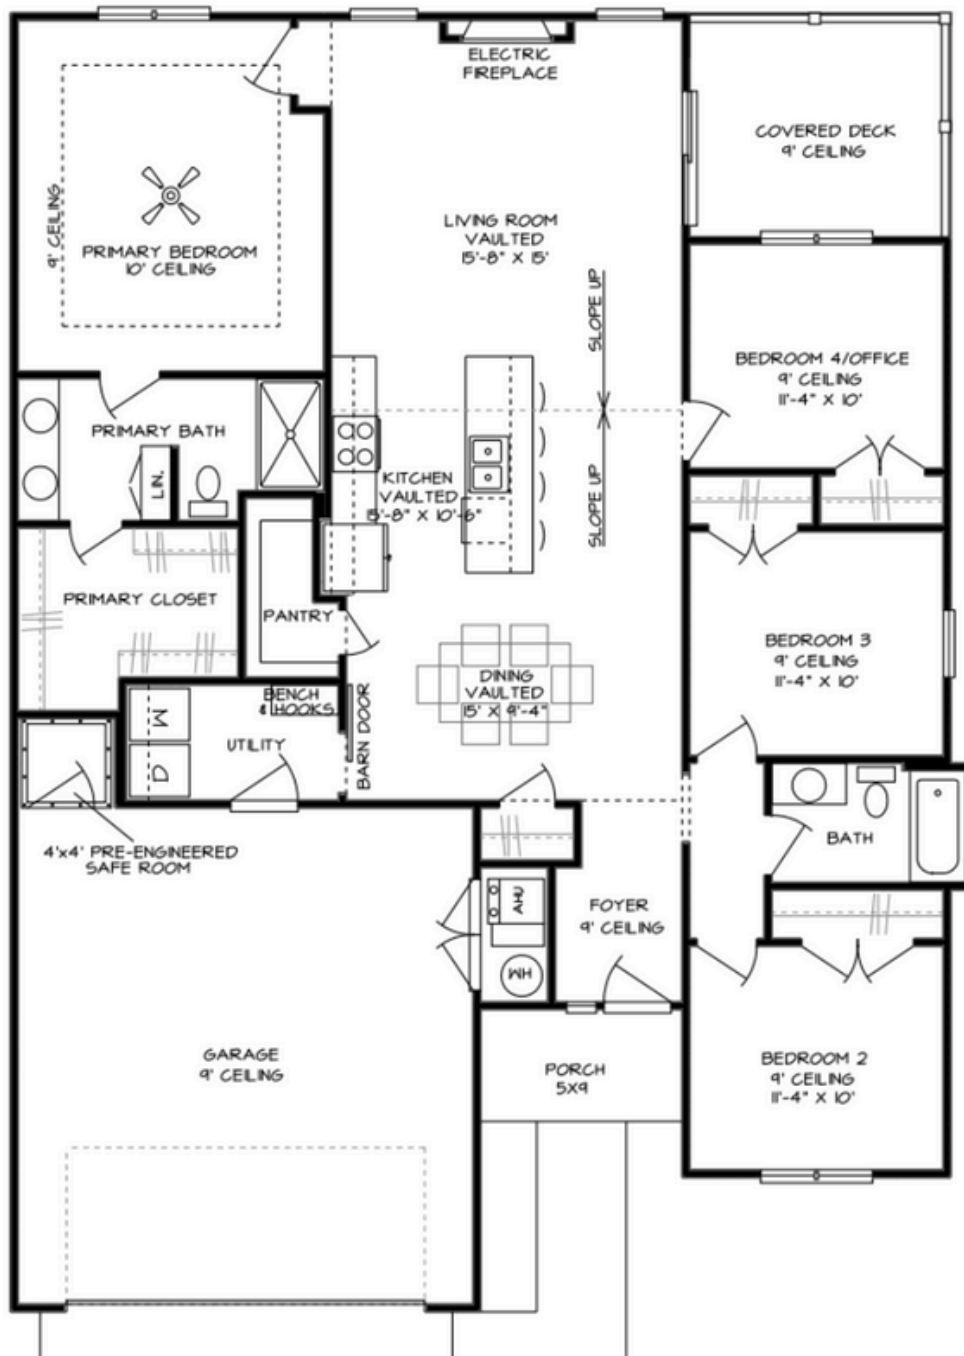 ELECTRIC
FIREPLACE
COVERED DECK
9' CEILING
9' CEILING
PRIMARY BEDROOM
10' CEILING
LIVING ROOM
VAULTED
15'-8" X 15'
SLOPE UP
BEDROOM 4/OFFICE
9' CEILING
11'-4" X 10'
PRIMARY BATH
LIN.
KITCHEN
VAULTED
15'-8" X 10'-6"
SLOPE UP
PRIMARY CLOSET
PANTRY
BEDROOM 3
9' CEILING
11'-4" X 10'
DINING
VAULTED
15' X 9'-4"
BENCH
& HOOKS
W
D
UTILITY
BARN DOOR
4'x4' PRE-ENGINEERED
SAFE ROOM
BATH
AHU
WH
FOYER
9' CEILING
GARAGE
9' CEILING
PORCH
5X9
BEDROOM 2
9' CEILING
11'-4" X 10'